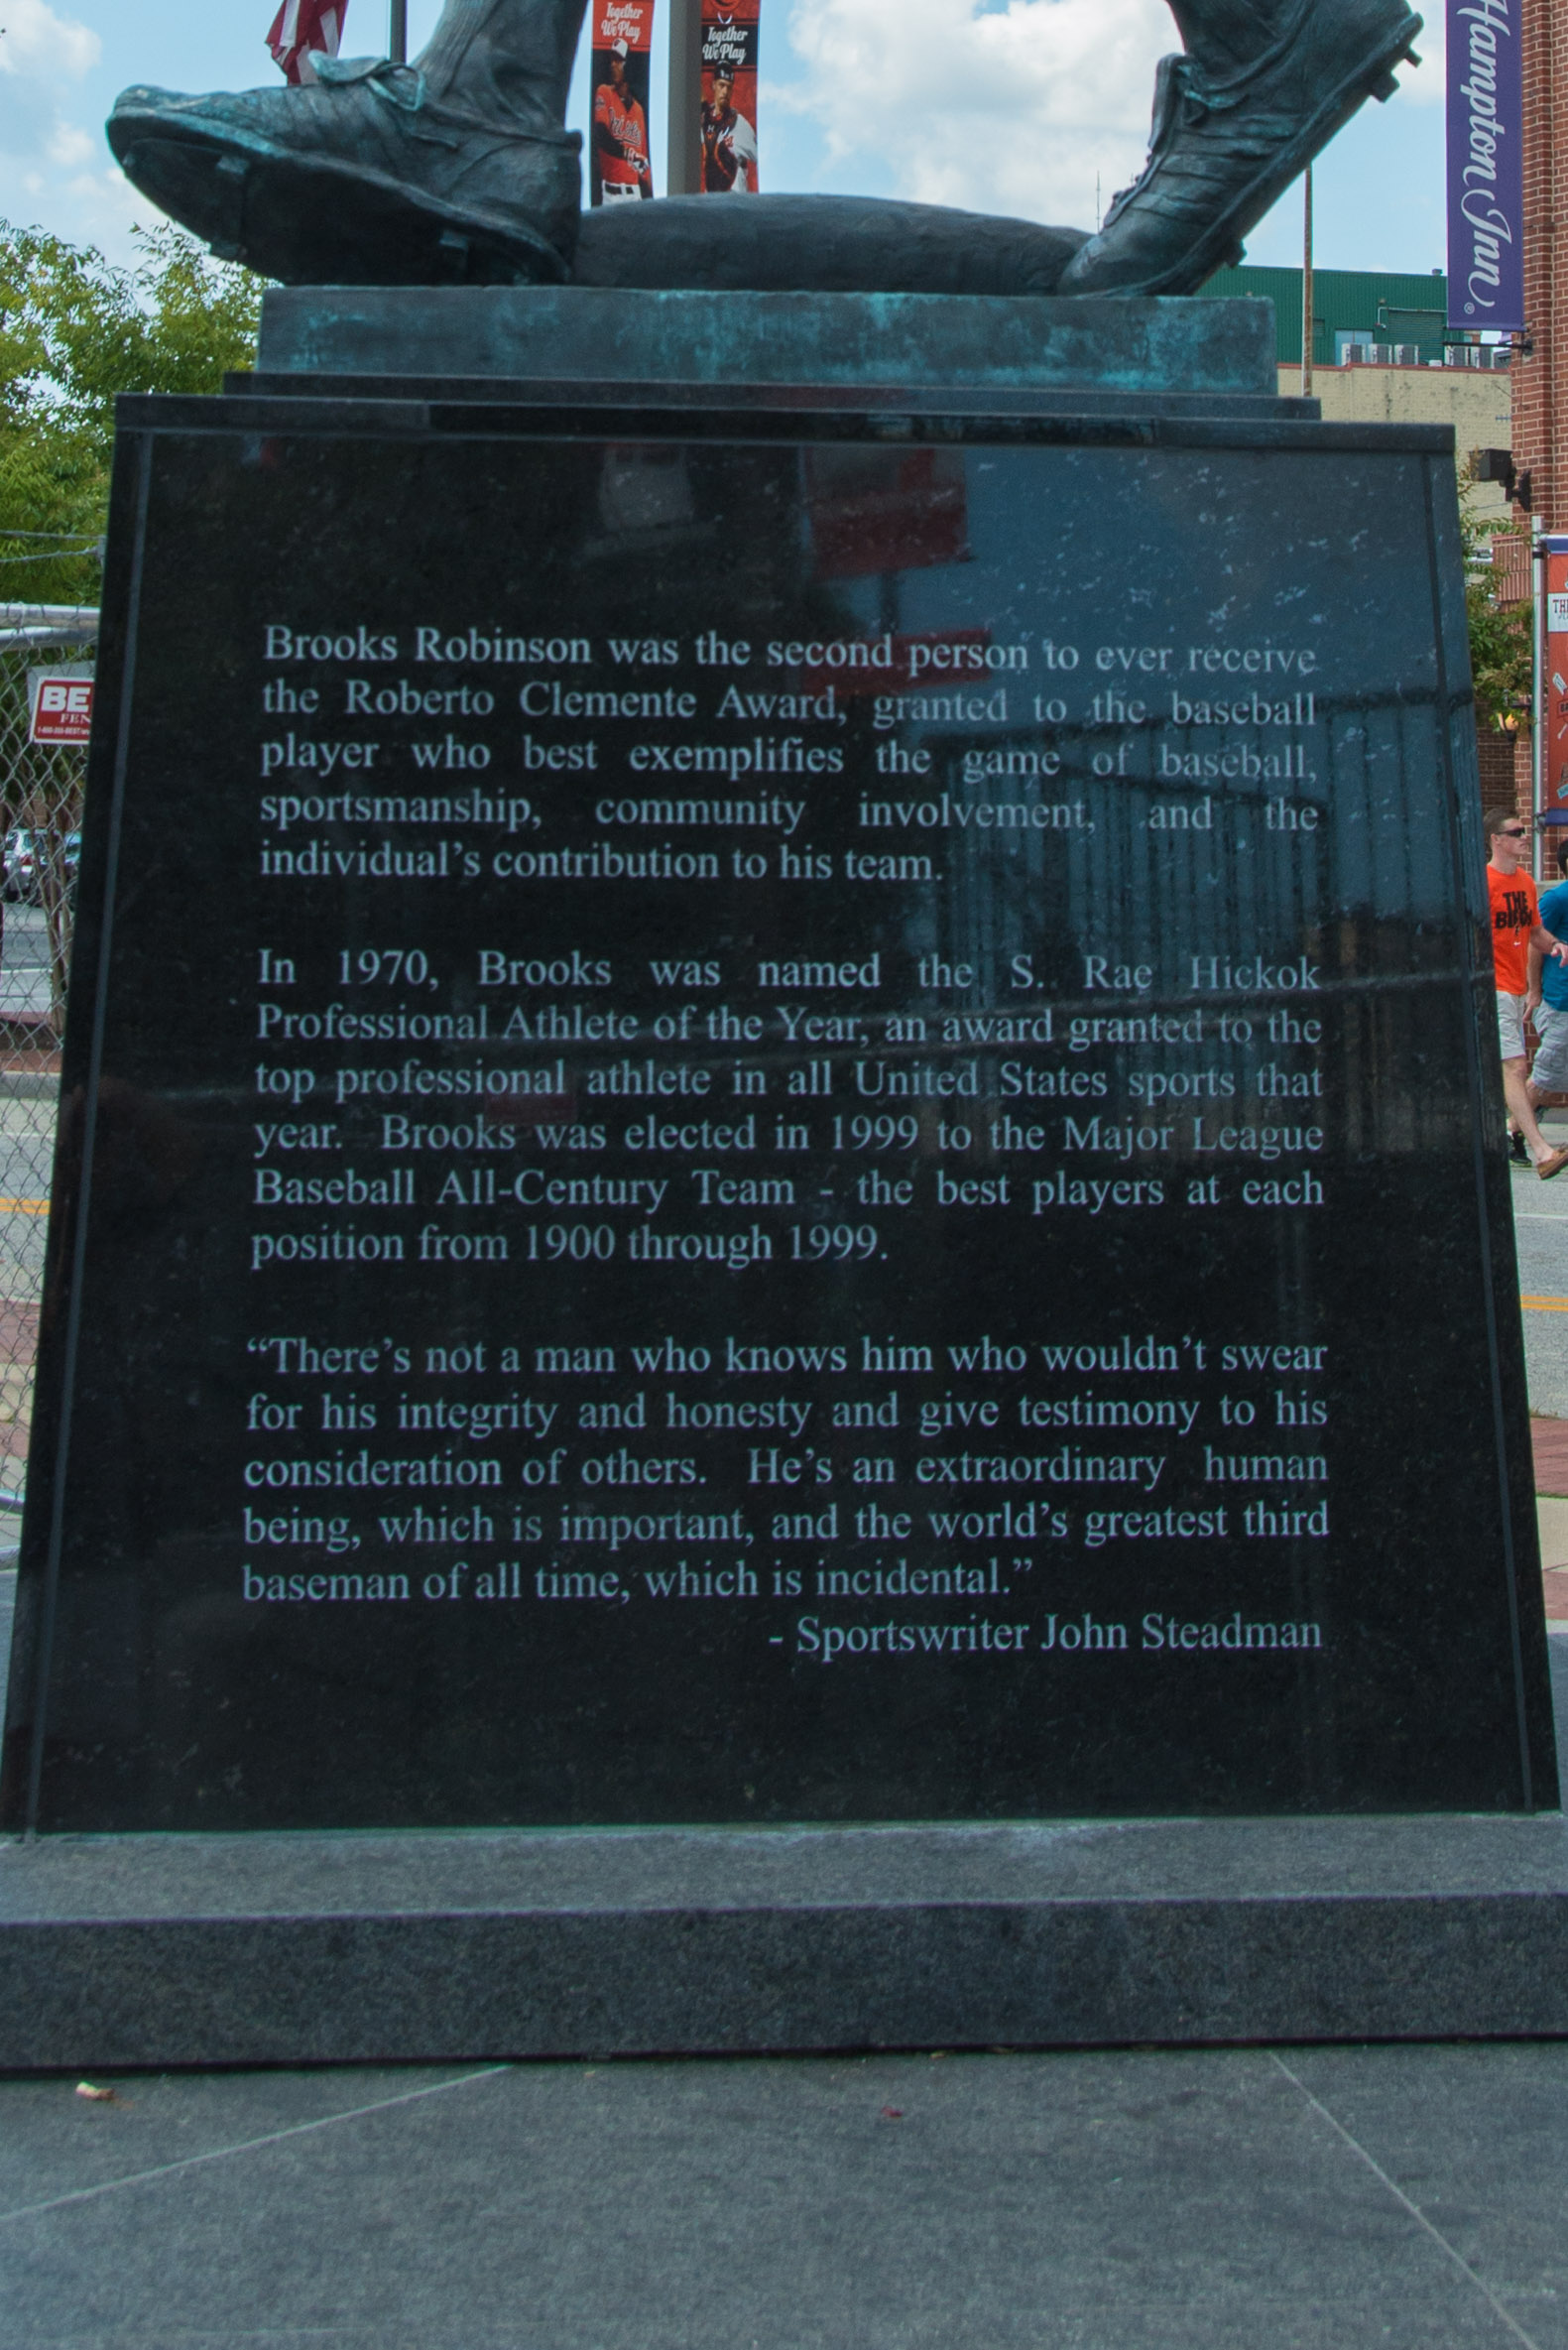 Together
We Play
Together
We Play
Hampton Inn®
BE
FEN
THE
Brooks Robinson was the second person to ever receive
the Roberto Clemente Award, granted to the baseball
player who best exemplifies the game of baseball,
sportsmanship, community involvement, and the
individual’s contribution to his team.
In 1970, Brooks was named the S. Rae Hickok
Professional Athlete of the Year, an award granted to the
top professional athlete in all United States sports that
year. Brooks was elected in 1999 to the Major League
Baseball All-Century Team - the best players at each
position from 1900 through 1999.
“There’s not a man who knows him who wouldn’t swear
for his integrity and honesty and give testimony to his
consideration of others. He’s an extraordinary human
being, which is important, and the world’s greatest third
baseman of all time, which is incidental.”
- Sportswriter John Steadman